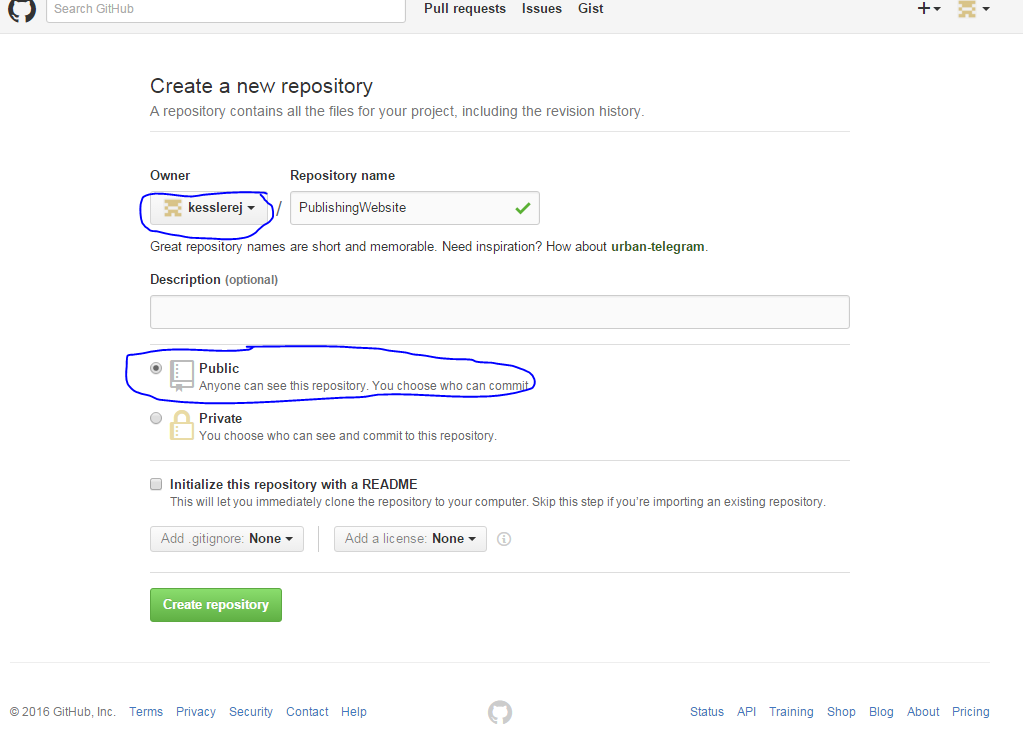 Search GitHub Pull requests Issues Gist
Create a new repository
A repository contains all the files for your project, including the revision history.
Owner Repository name
kesslerej / PublishingWebsite
Great repository names are short and memorable. Need inspiration? How about urban-telegram.
Description (optional)
Public
Anyone can see this repository. You choose who can commit.
Private
You choose who can see and commit to this repository.
Initialize this repository with a README
This will let you immediately clone the repository to your computer. Skip this step if you're importing an existing repository.
Add .gitignore: None Add a license: None
Create repository
© 2016 GitHub, Inc. Terms Privacy Security Contact Help Status API Training Shop Blog About Pricing